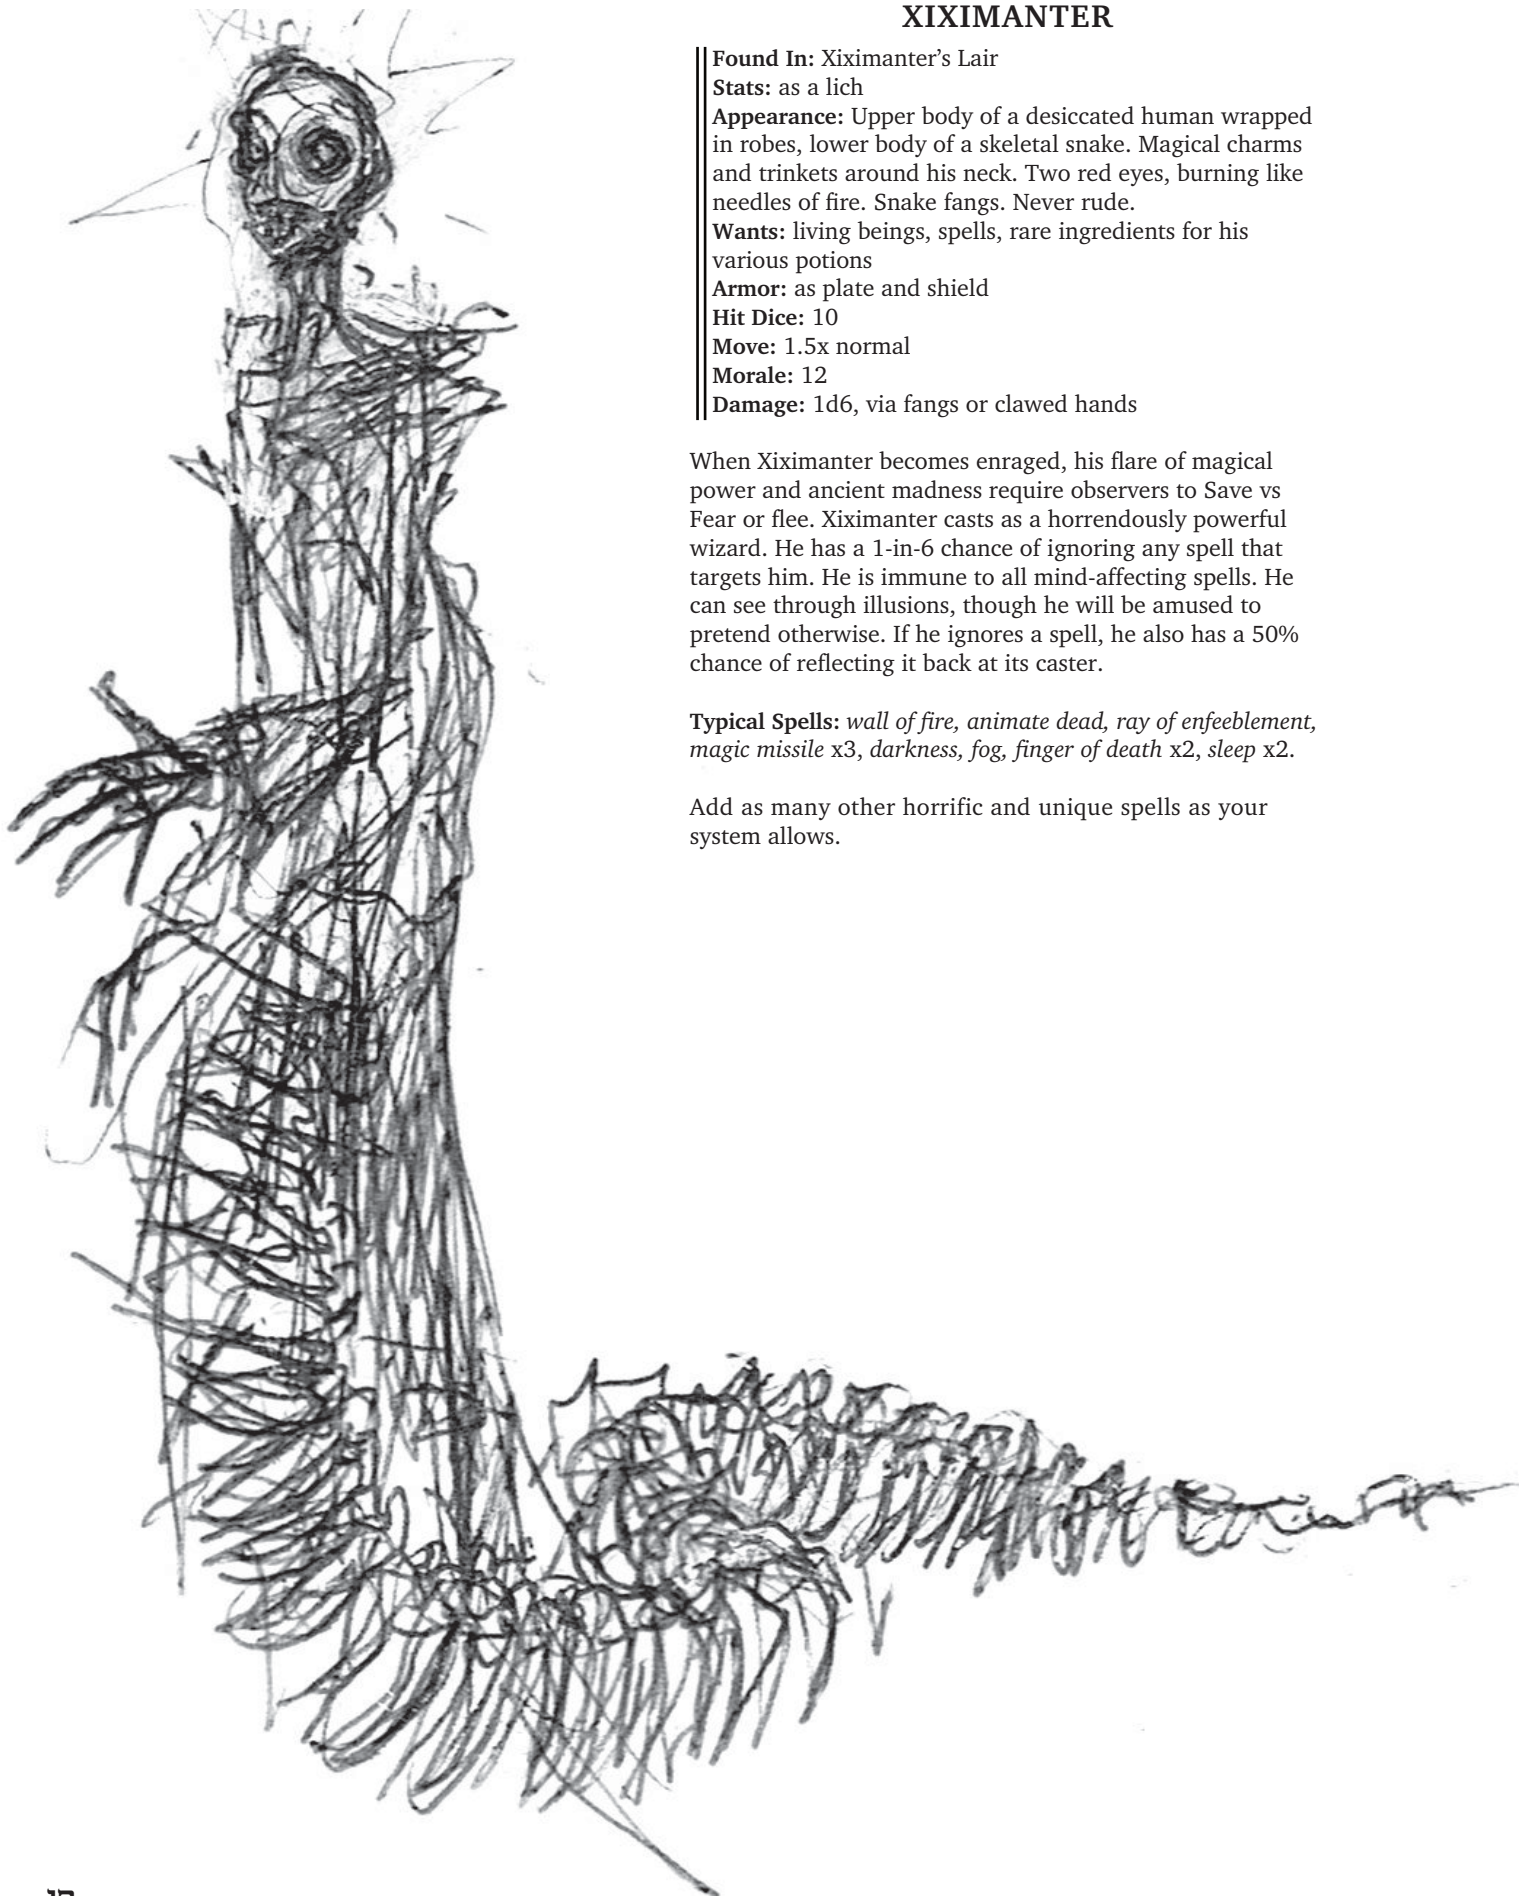 XIXIMANTER
Found In: Xiximanter’s Lair
Stats: as a lich
Appearance: Upper body of a desiccated human wrapped
in robes, lower body of a skeletal snake. Magical charms
and trinkets around his neck. Two red eyes, burning like
needles of fire. Snake fangs. Never rude.
Wants: living beings, spells, rare ingredients for his
various potions
Armor: as plate and shield
Hit Dice: 10
Move: 1.5x normal
Morale: 12
Damage: 1d6, via fangs or clawed hands
When Xiximanter becomes enraged, his flare of magical
power and ancient madness require observers to Save vs
Fear or flee. Xiximanter casts as a horrendously powerful
wizard. He has a 1-in-6 chance of ignoring any spell that
targets him. He is immune to all mind-affecting spells. He
can see through illusions, though he will be amused to
pretend otherwise. If he ignores a spell, he also has a 50%
chance of reflecting it back at its caster.
Typical Spells: wall of fire, animate dead, ray of enfeeblement,
magic missile x3, darkness, fog, finger of death x2, sleep x2.
Add as many other horrific and unique spells as your
system allows.